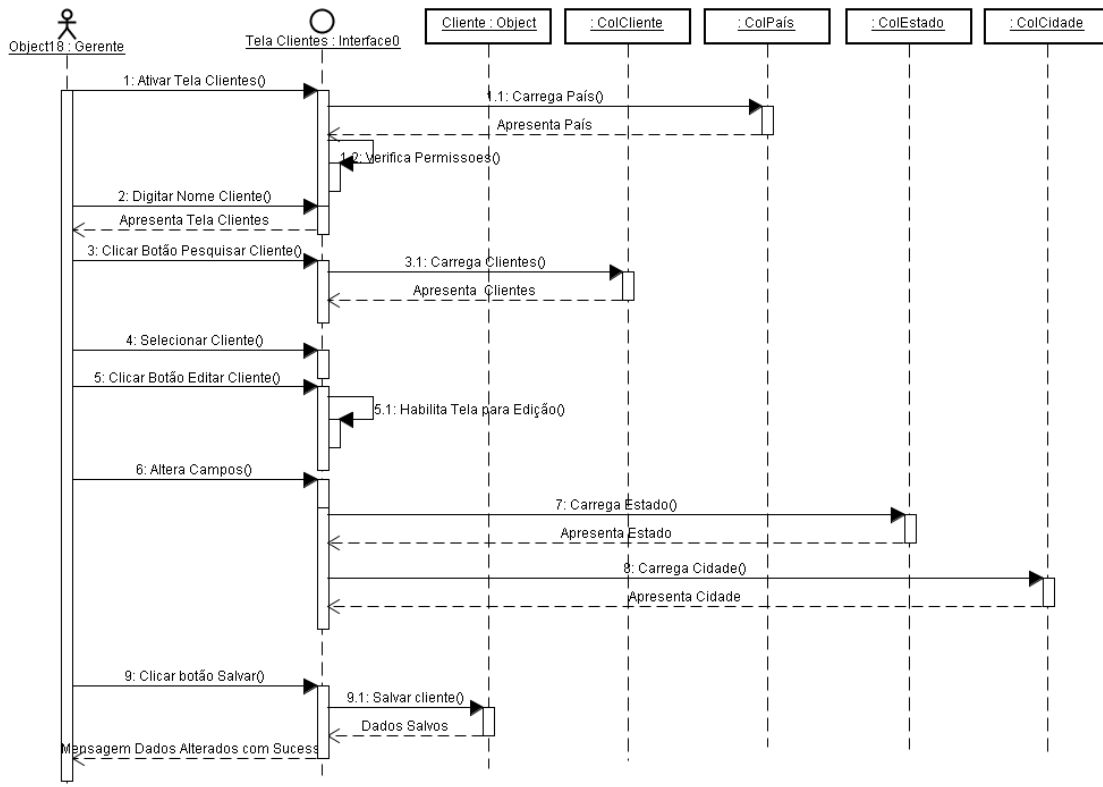 Object18 : Gerente
Tela Clientes : Interface0
Cliente : Object
: ColCliente
: ColPaís
: ColEstado
: ColCidade
1: Ativar Tela Clientes()
1.1: Carrega País()
Apresenta País
1.2: Verifica Permissoes()
2: Digitar Nome Cliente()
Apresenta Tela Clientes
3: Clicar Botão Pesquisar Cliente()
3.1: Carrega Clientes()
Apresenta Clientes
4: Selecionar Cliente()
5: Clicar Botão Editar Cliente()
5.1: Habilita Tela para Edição()
6: Altera Campos()
7: Carrega Estado()
Apresenta Estado
8: Carrega Cidade()
Apresenta Cidade
9: Clicar botão Salvar()
9.1: Salvar cliente()
Dados Salvos
Mensagem Dados Alterados com Sucess